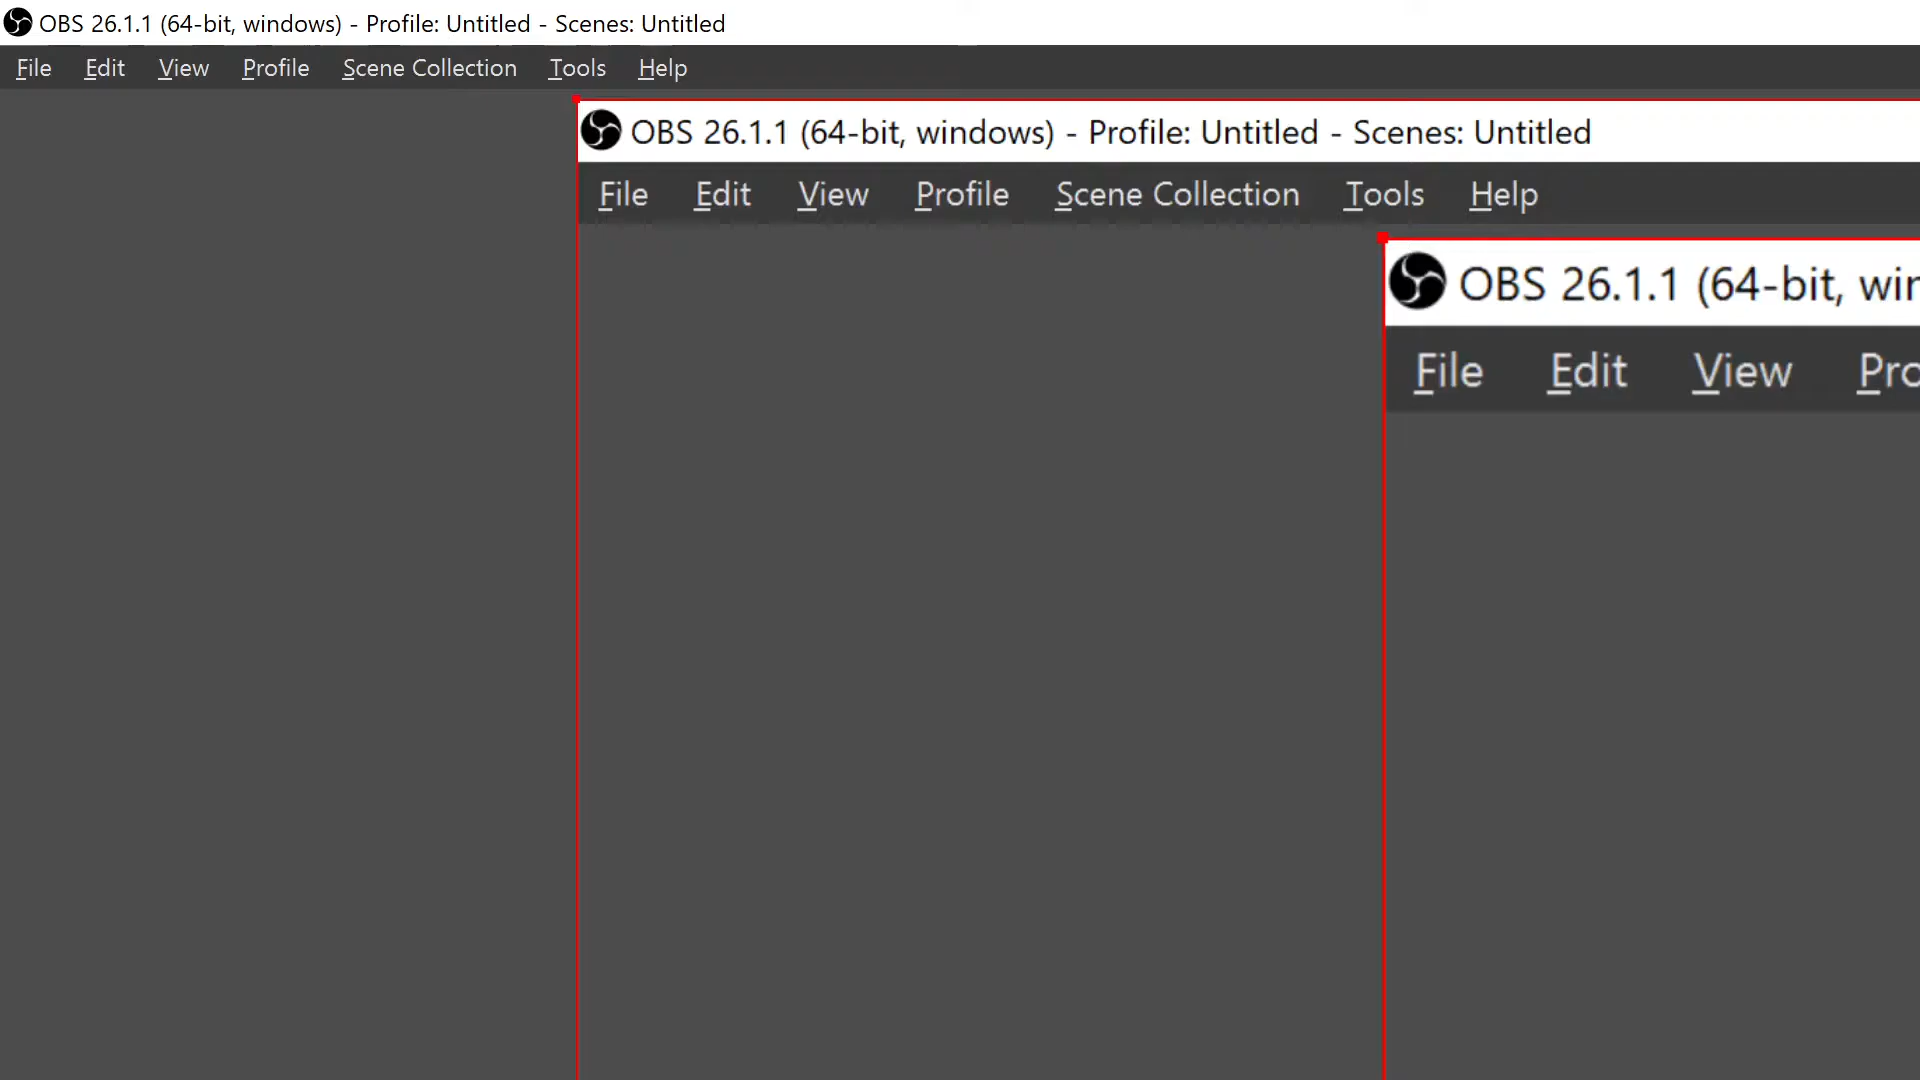 OBS 26.1.1 (64-bit, windows) - Profile: Untitled - Scenes: Untitled
File Edit View Profile Scene Collection Tools Help
OBS 26.1.1 (64-bit, windows) - Profile: Untitled - Scenes: Untitled
File Edit View Profile Scene Collection Tools Help
OBS 26.1.1 (64-bit, win
File Edit View Pro